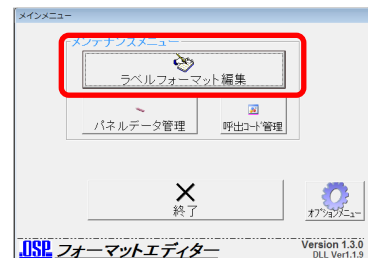 メインメニュー
メンテナンスメニュー
ラベルフォーマット編集
パネルデータ管理
呼出コード管理
終了
オプションメニュー
.OSP フォーマットエディター
Version 1.3.0
DLL Ver1.1.9